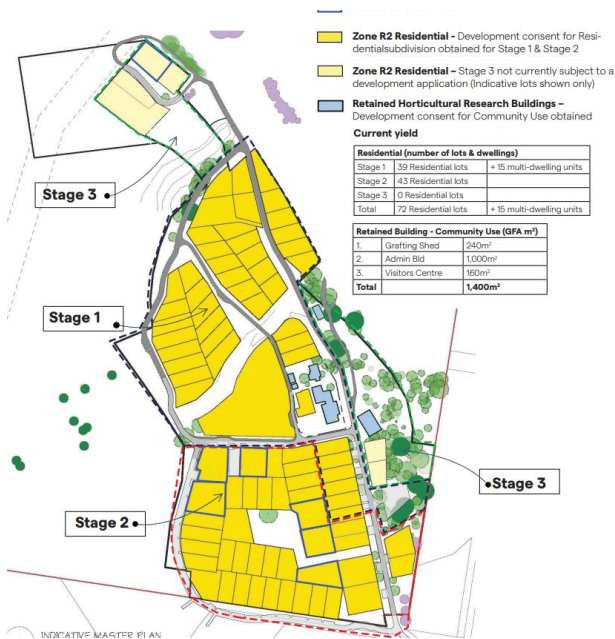 Zone R2 Residential – Development consent for Resi-
dentialsubdivision obtained for Stage 1 & Stage 2
Zone R2 Residential – Stage 3 not currently subject to a
development application (Indicative lots shown only)
Retained Horticultural Research Buildings –
Development consent for Community Use obtained
Current yield
Residential (number of lots & dwellings)
Stage 1 39 Residential lots + 15 multi-dwelling units
Stage 2 43 Residential lots
Stage 3 0 Residential lots
Total 72 Residential lots + 15 multi-dwelling units
Retained Building - Community Use (GFA m²)
1. Grafting Shed 240m²
2. Admin Bld 1,000m²
3. Visitors Centre 160m²
Total 1,400m²
Stage 3
Stage 1
Stage 3
Stage 2
INDICATIVE MASTER PLAN